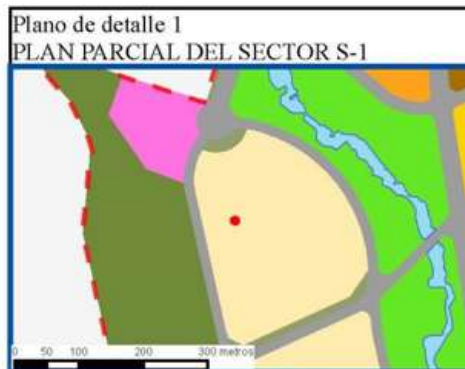 Plano de detalle 1
PLAN PARCIAL DEL SECTOR S-1
0 50 100 200 300 metros